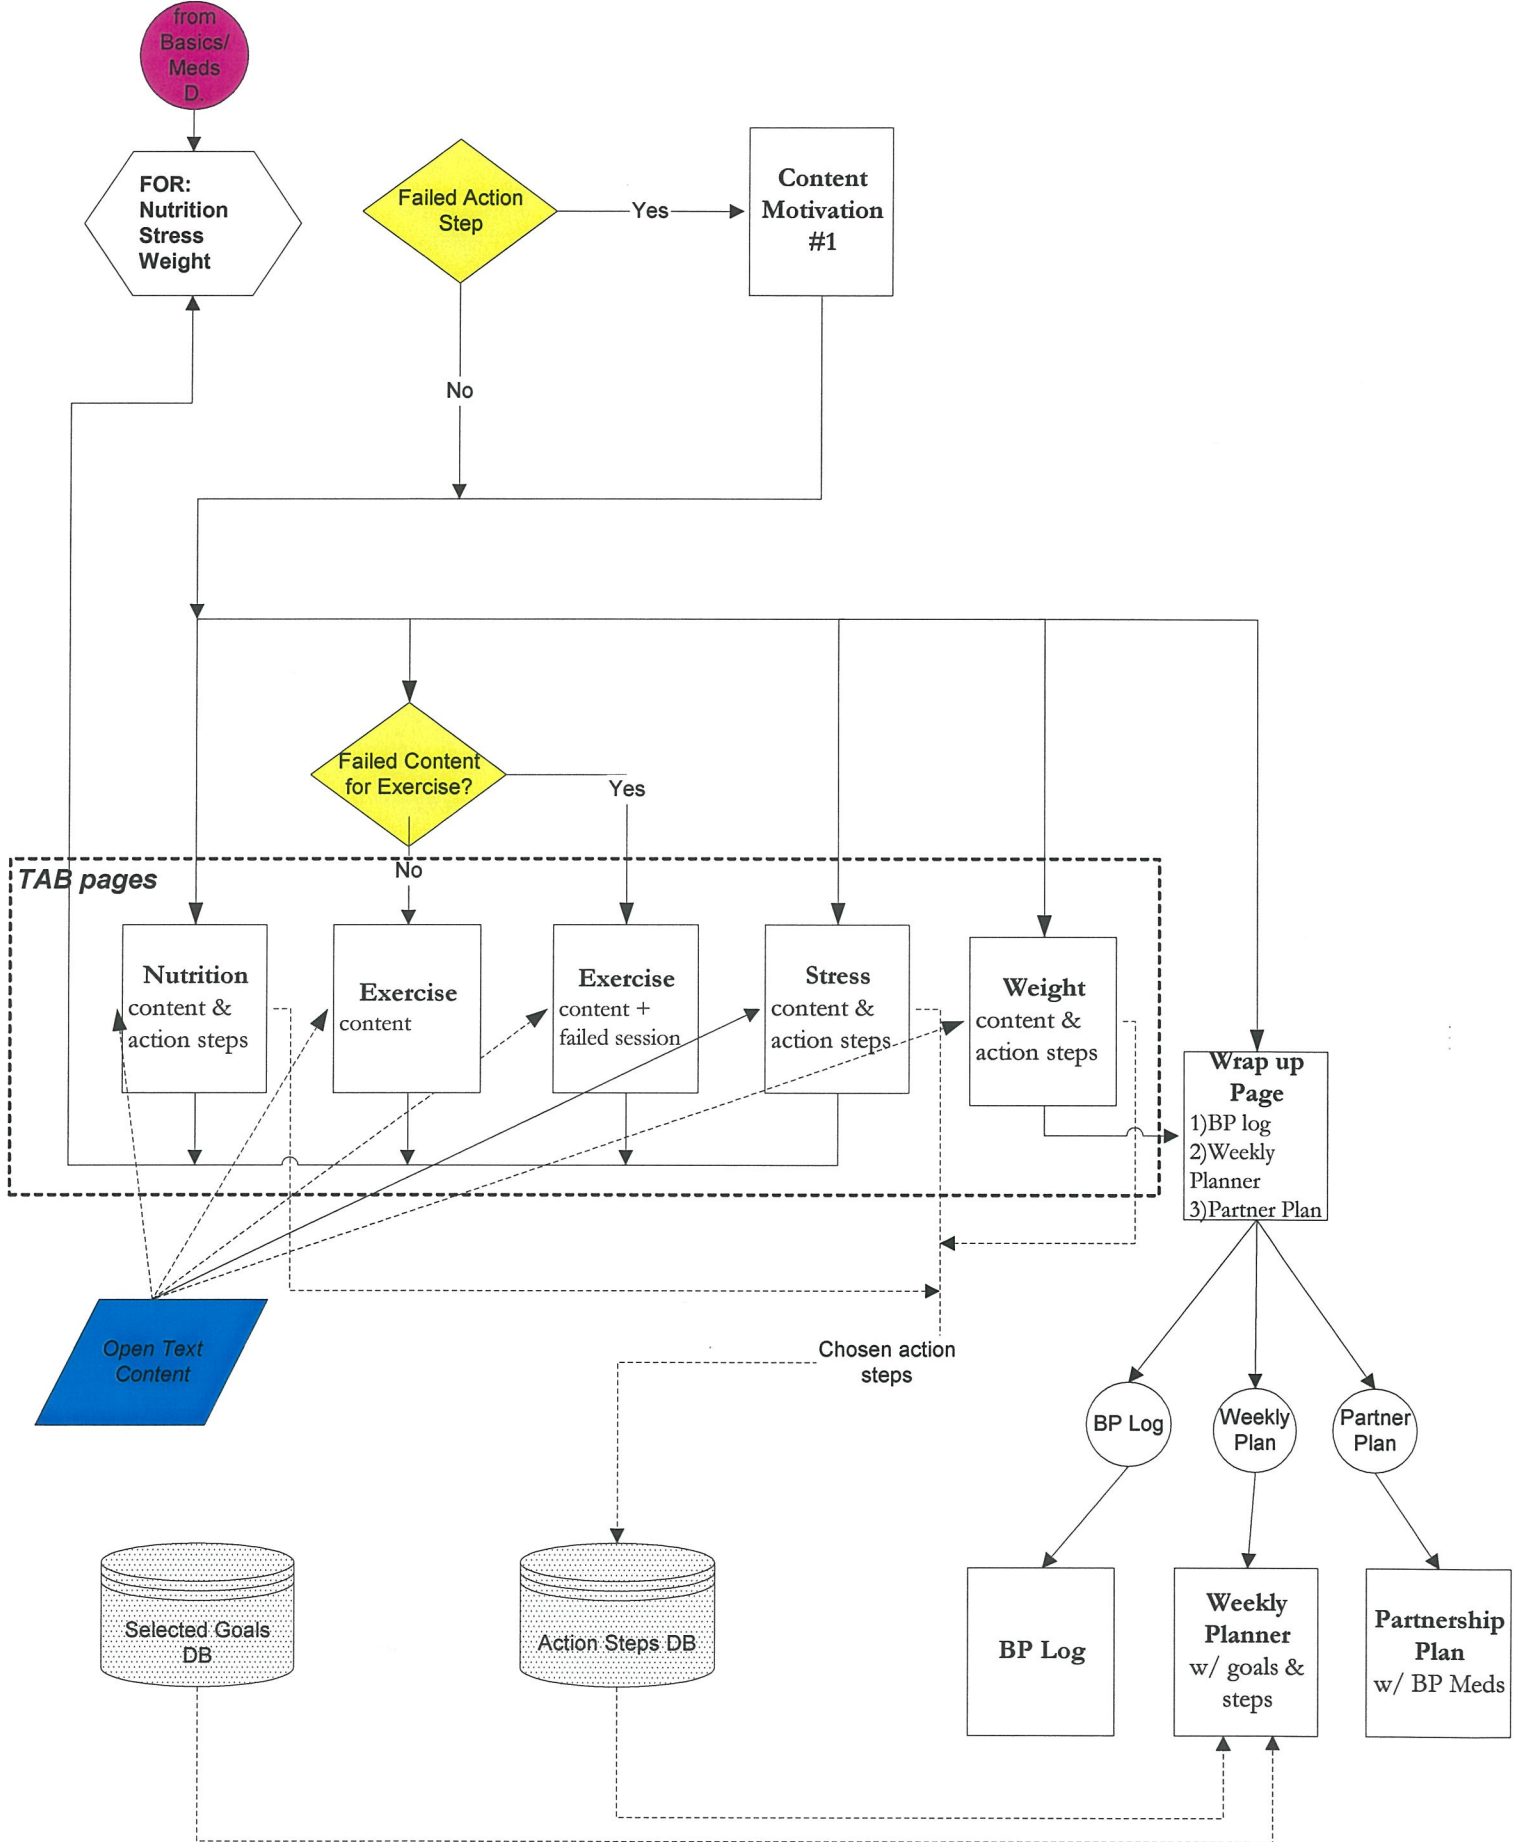 from
Basics/
Meds
D.
FOR:
Nutrition
Stress
Weight
Failed Action
Step
Yes
Content
Motivation
#1
No
Failed Content
for Exercise?
Yes
No
TAB pages
Nutrition
content &
action steps
Exercise
content
Exercise
content +
failed session
Stress
content &
action steps
Weight
content &
action steps
Wrap up
Page
1)BP log
2)Weekly
Planner
3)Partner Plan
Open Text
Content
Chosen action
steps
BP Log
Weekly
Plan
Partner
Plan
Selected Goals
DB
Action Steps DB
BP Log
Weekly
Planner
w/ goals &
steps
Partnership
Plan
w/ BP Meds